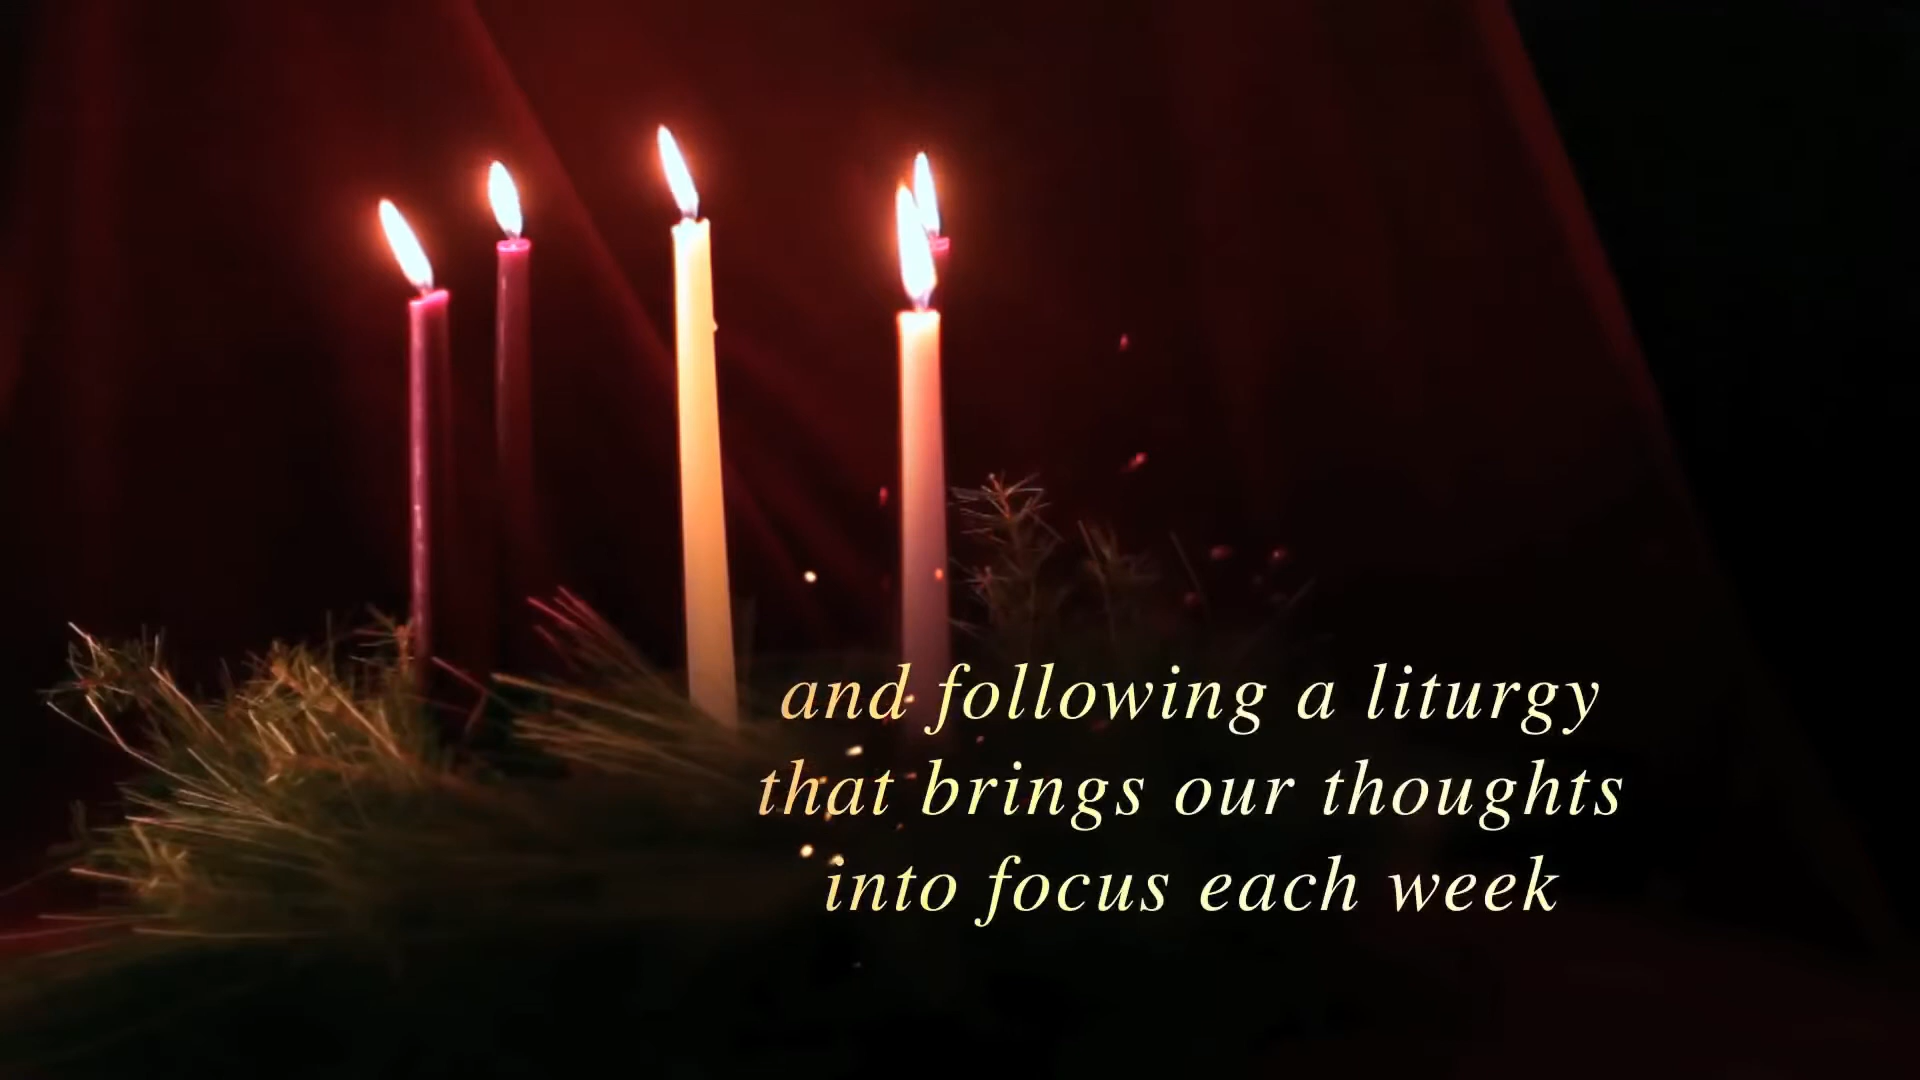 and following a liturgy
that brings our thoughts
into focus each week